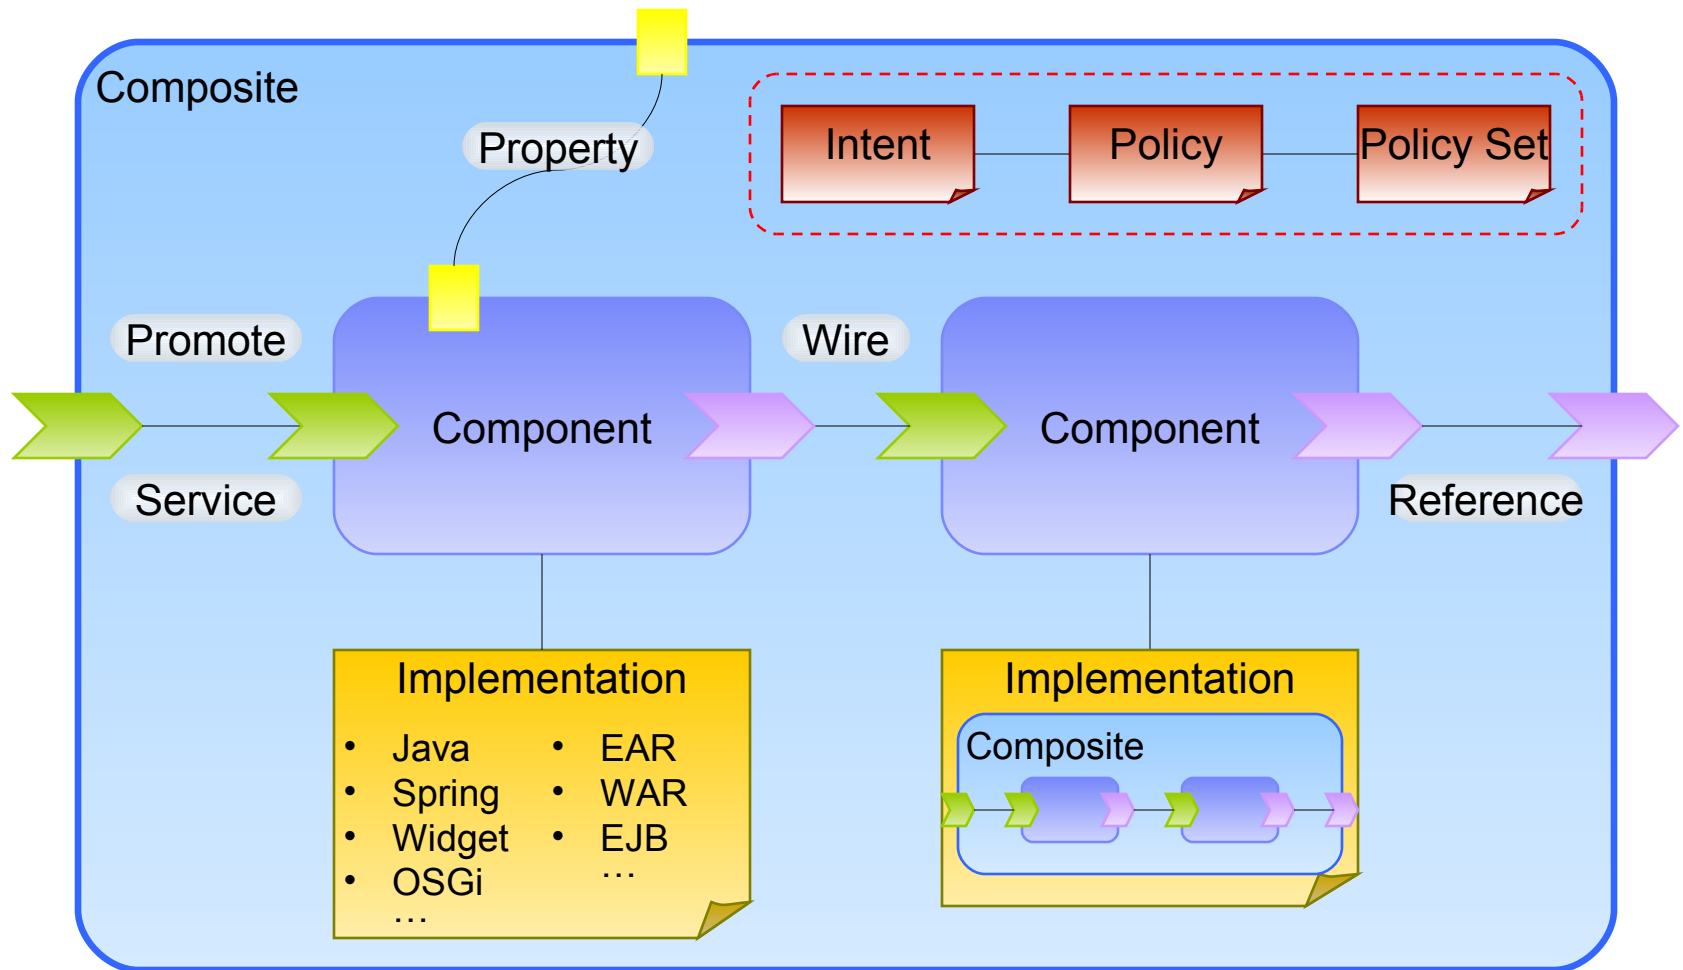 Composite
Property
Intent
Policy
Policy Set
Promote
Service
Component
Wire
Component
Reference
Implementation
• Java
• Spring
• Widget
• OSGi
…
• EAR
• WAR
• EJB
…
Implementation
Composite